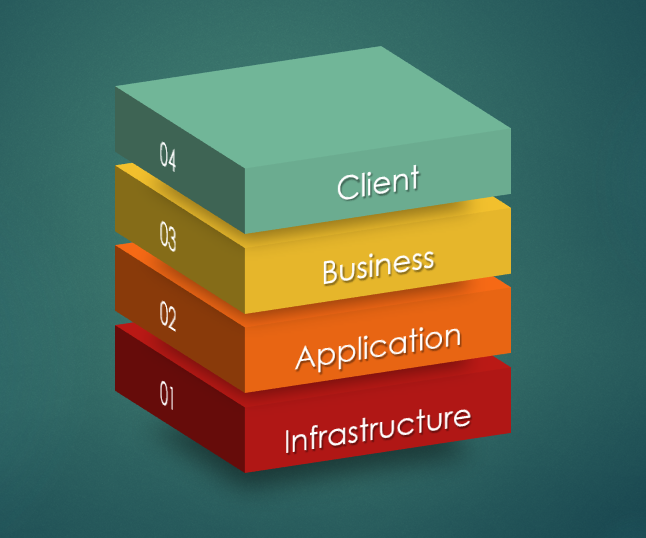 04
Client
03
Business
02
Application
01
Infrastructure